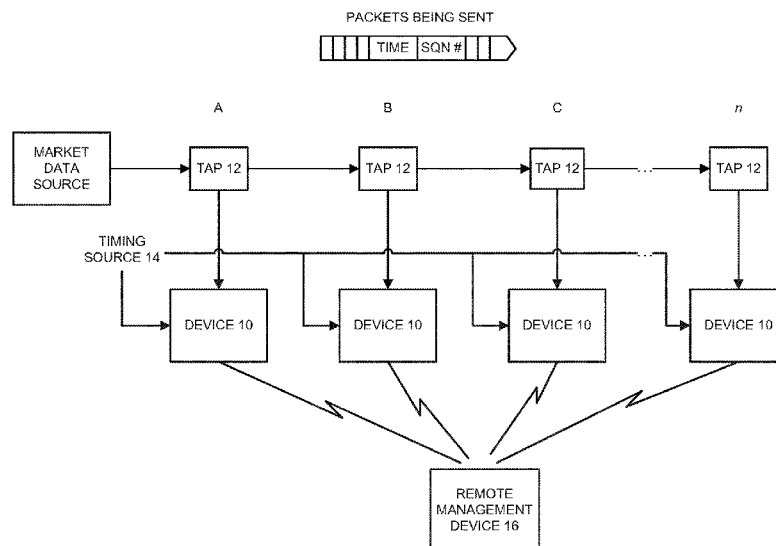 PACKETS BEING SENT
TIME SQN #
A B C n
MARKET
DATA
SOURCE
TAP 12 TAP 12 TAP 12 ... TAP 12
TIMING
SOURCE 14 ...
DEVICE 10 DEVICE 10 DEVICE 10 DEVICE 10
REMOTE
MANAGEMENT
DEVICE 16